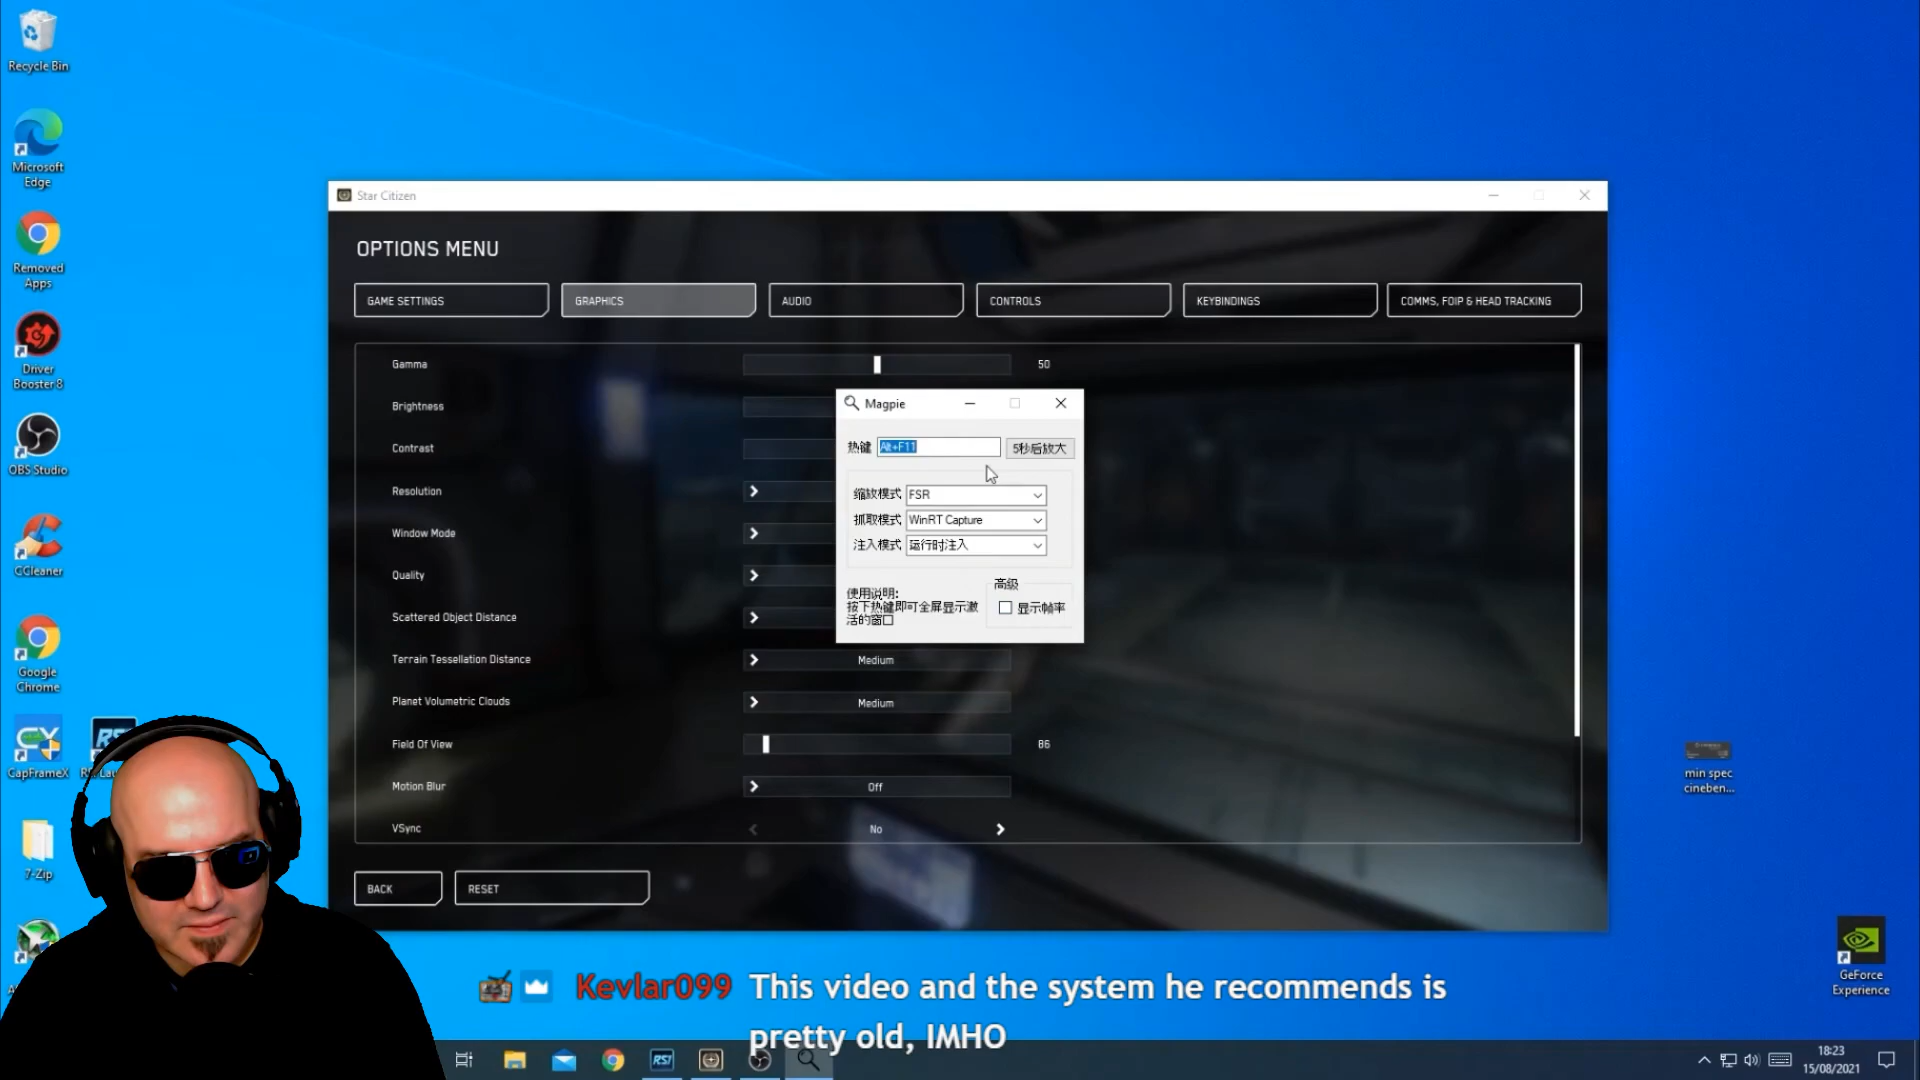 Recycle Bin
Microsoft
Edge
Removed
Apps
Driver
Booster 8
OBS Studio
CCleaner
Google
Chrome
CapFrameX
7-Zip
Star Citizen
OPTIONS MENU
GAME SETTINGS
GRAPHICS
AUDIO
CONTROLS
KEYBINDINGS
COMMS, FOIP & HEAD TRACKING
Gamma
50
Brightness
Contrast
Resolution
Window Mode
Quality
Scattered Object Distance
Terrain Tessellation Distance
Medium
Planet Volumetric Clouds
Medium
Field Of View
86
Motion Blur
Off
VSync
No
BACK
RESET
Magpie
热键
Alt+F11
5秒后放大
缩放模式
FSR
抓取模式
WinRT Capture
注入模式
运行时注入
使用说明:
按下热键即可全屏显示激
活的窗口
高级
显示帧率
min spec
cineben...
GeForce
Experience
Kevlar099 This video and the system he recommends is
pretty old, IMHO
RSI
18:23
15/08/2021